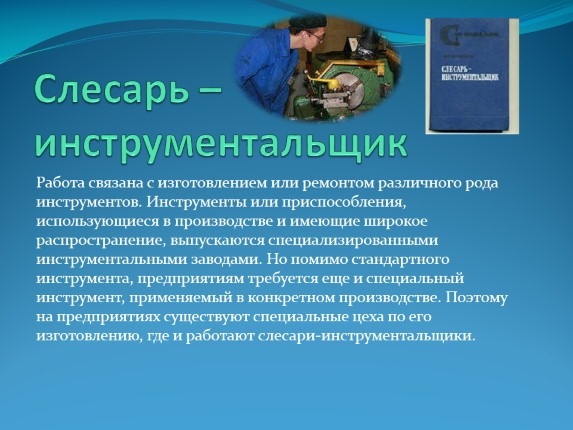 Слесарь –
инструментальщик
СЛЕСАРЬ-
ИНСТРУМЕНТАЛЬЩИК
Работа связана с изготовлением или ремонтом различного рода
инструментов. Инструменты или приспособления,
использующиеся в производстве и имеющие широкое
распространение, выпускаются специализированными
инструментальными заводами. Но помимо стандартного
инструмента, предприятиям требуется еще и специальный
инструмент, применяемый в конкретном производстве. Поэтому
на предприятиях существуют специальные цеха по его
изготовлению, где и работают слесари-инструментальщики.